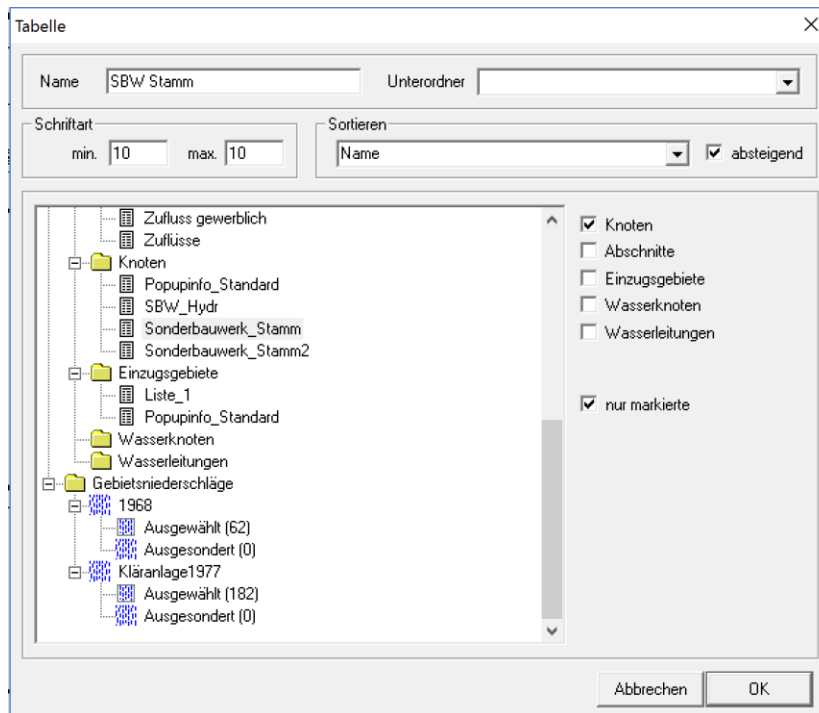 Tabelle
Name SBW Stamm Unterordner
Schriftart Sortieren
min. 10 max. 10 Name absteigend
Zufluss gewerblich
Zuflüsse
Knoten
Popupinfo_Standard
SBW_Hydr
Sonderbauwerk_Stamm
Sonderbauwerk_Stamm2
Einzugsgebiete
Liste_1
Popupinfo_Standard
Wasserknoten
Wasserleitungen
Gebietsniederschläge
1968
Ausgewählt (62)
Ausgesondert (0)
Kläranlage1977
Ausgewählt (182)
Ausgesondert (0)
Knoten
Abschnitte
Einzugsgebiete
Wasserknoten
Wasserleitungen
nur markierte
Abbrechen OK